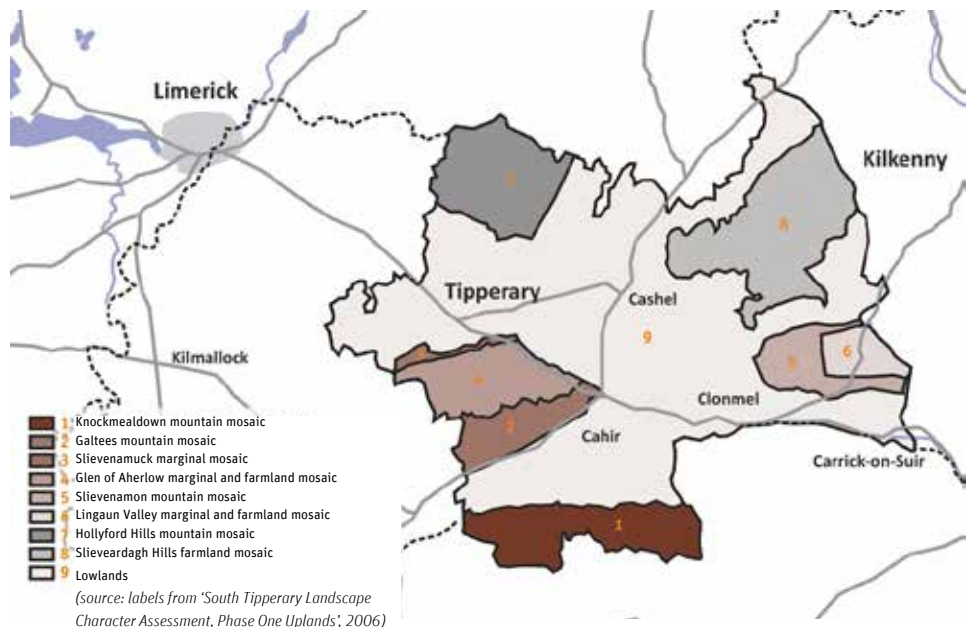 Limerick
Kilkenny
7
8
Tipperary
Cashel
9
Kilmallock
4
5
6
2
Clonmel
Cahir
Carrick-on-Suir
1
1 Knockmealdown mountain mosaic
2 Galtees mountain mosaic
3 Slievenamuck marginal mosaic
4 Glen of Aherlow marginal and farmland mosaic
5 Slievenamon mountain mosaic
6 Lingaun Valley marginal and farmland mosaic
7 Hollyford Hills mountain mosaic
8 Slieveardagh Hills farmland mosaic
9 Lowlands
(source: labels from ‘South Tipperary Landscape
Character Assessment, Phase One Uplands’, 2006)